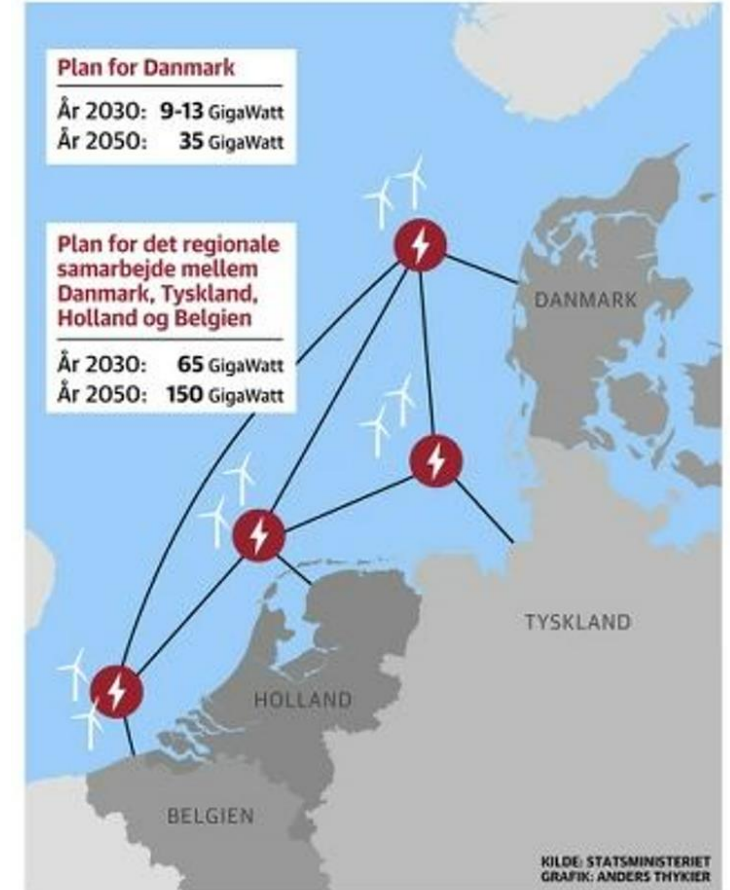 Plan for Danmark
År 2030: 9-13 GigaWatt
År 2050: 35 GigaWatt
Plan for det regionale
samarbejde mellem
Danmark, Tyskland,
Holland og Belgien
År 2030: 65 GigaWatt
År 2050: 150 GigaWatt
DANMARK
TYSKLAND
HOLLAND
BELGIEN
KILDE: STATSMINISTERIET
GRAFIK: ANDERS THYKIER